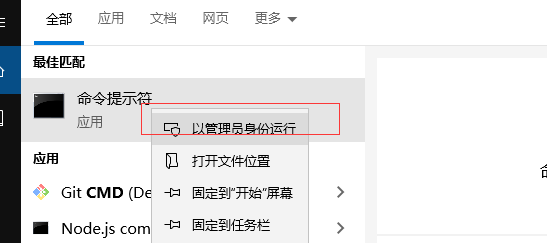 全部 应用 文档 网页 更多
最佳匹配
命令提示符
应用
以管理员身份运行
打开文件位置
固定到"开始"屏幕
固定到任务栏
应用
Git CMD (De
Node.js com